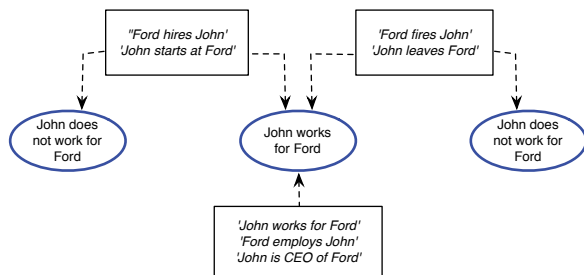 "Ford hires John'
'John starts at Ford'
'Ford fires John'
'John leaves Ford'
John does
not work for
Ford
John works
for Ford
John does
not work for
Ford
'John works for Ford'
'Ford employs John'
'John is CEO of Ford'